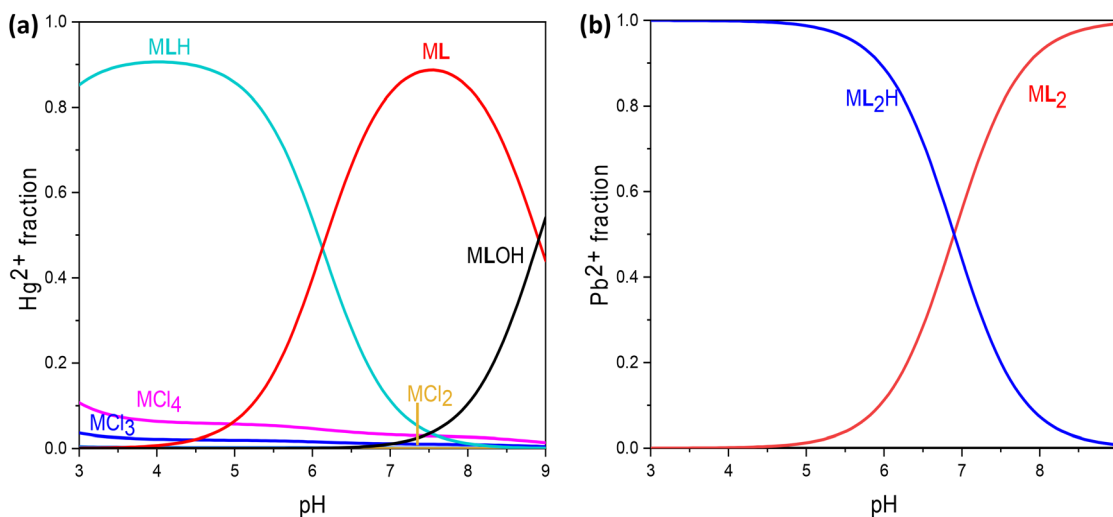 (a)
Hg2+ fraction
1.0
0.8
0.6
0.4
0.2
0.0
MLH
ML
MLOH
MCl4
MCl3
MCl2
3 4 5 6 7 8 9
pH
(b)
Pb2+ fraction
1.0
0.8
0.6
0.4
0.2
0.0
ML2H
ML2
3 4 5 6 7 8
pH